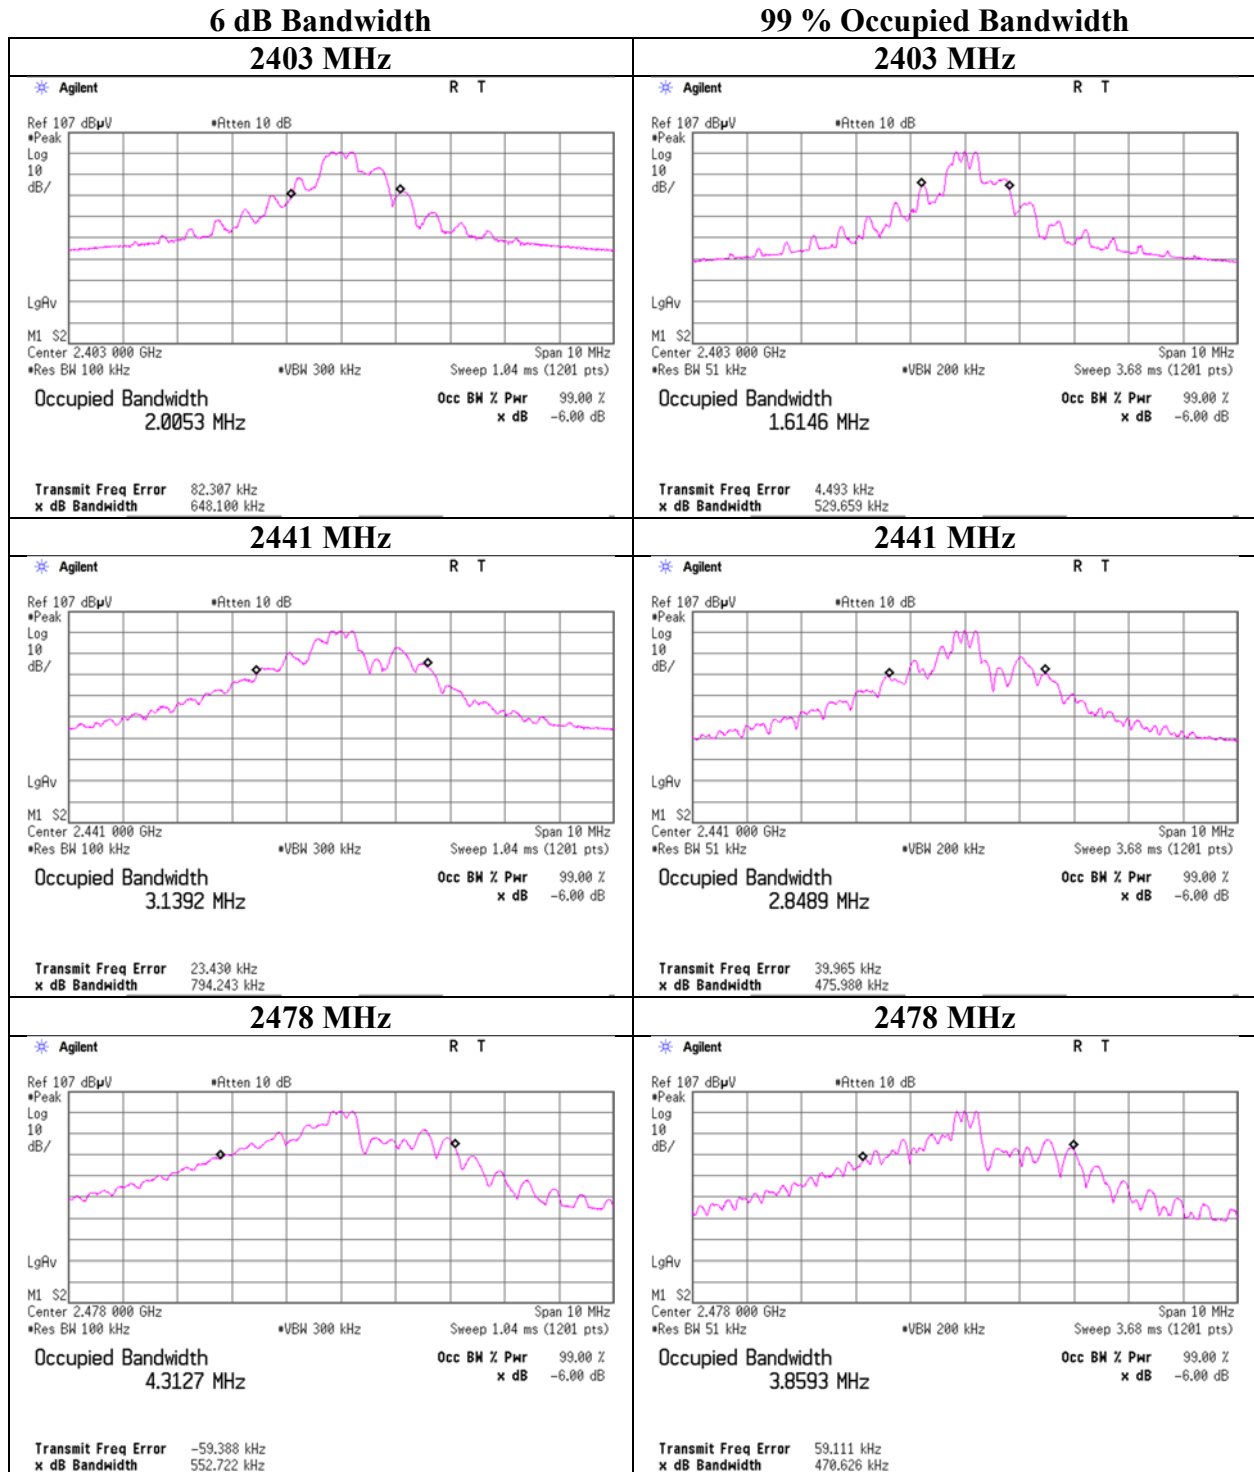 6 dB Bandwidth 99 % Occupied Bandwidth
2403 MHz 2403 MHz
Agilent R T
Ref 107 dBµV *Atten 10 dB
*Peak
Log
10
dB/
LgAv
M1 S2
Center 2.403 000 GHz Span 10 MHz
*Res BW 100 kHz *VBW 300 kHz Sweep 1.04 ms (1201 pts)
Occupied Bandwidth Occ BW % Pwr 99.00 %
2.0053 MHz x dB -6.00 dB
Transmit Freq Error 82.307 kHz
x dB Bandwidth 648.100 kHz
Agilent R T
Ref 107 dBµV *Atten 10 dB
*Peak
Log
10
dB/
LgAv
M1 S2
Center 2.403 000 GHz Span 10 MHz
*Res BW 51 kHz *VBW 200 kHz Sweep 3.68 ms (1201 pts)
Occupied Bandwidth Occ BW % Pwr 99.00 %
1.6146 MHz x dB -6.00 dB
Transmit Freq Error 4.493 kHz
x dB Bandwidth 529.659 kHz
2441 MHz 2441 MHz
Agilent R T
Ref 107 dBµV *Atten 10 dB
*Peak
Log
10
dB/
LgAv
M1 S2
Center 2.441 000 GHz Span 10 MHz
*Res BW 100 kHz *VBW 300 kHz Sweep 1.04 ms (1201 pts)
Occupied Bandwidth Occ BW % Pwr 99.00 %
3.1392 MHz x dB -6.00 dB
Transmit Freq Error 23.430 kHz
x dB Bandwidth 794.243 kHz
Agilent R T
Ref 107 dBµV *Atten 10 dB
*Peak
Log
10
dB/
LgAv
M1 S2
Center 2.441 000 GHz Span 10 MHz
*Res BW 51 kHz *VBW 200 kHz Sweep 3.68 ms (1201 pts)
Occupied Bandwidth Occ BW % Pwr 99.00 %
2.8489 MHz x dB -6.00 dB
Transmit Freq Error 39.965 kHz
x dB Bandwidth 475.980 kHz
2478 MHz 2478 MHz
Agilent R T
Ref 107 dBµV *Atten 10 dB
*Peak
Log
10
dB/
LgAv
M1 S2
Center 2.478 000 GHz Span 10 MHz
*Res BW 100 kHz *VBW 300 kHz Sweep 1.04 ms (1201 pts)
Occupied Bandwidth Occ BW % Pwr 99.00 %
4.3127 MHz x dB -6.00 dB
Transmit Freq Error -59.388 kHz
x dB Bandwidth 552.722 kHz
Agilent R T
Ref 107 dBµV *Atten 10 dB
*Peak
Log
10
dB/
LgAv
M1 S2
Center 2.478 000 GHz Span 10 MHz
*Res BW 51 kHz *VBW 200 kHz Sweep 3.68 ms (1201 pts)
Occupied Bandwidth Occ BW % Pwr 99.00 %
3.8593 MHz x dB -6.00 dB
Transmit Freq Error 59.111 kHz
x dB Bandwidth 470.626 kHz